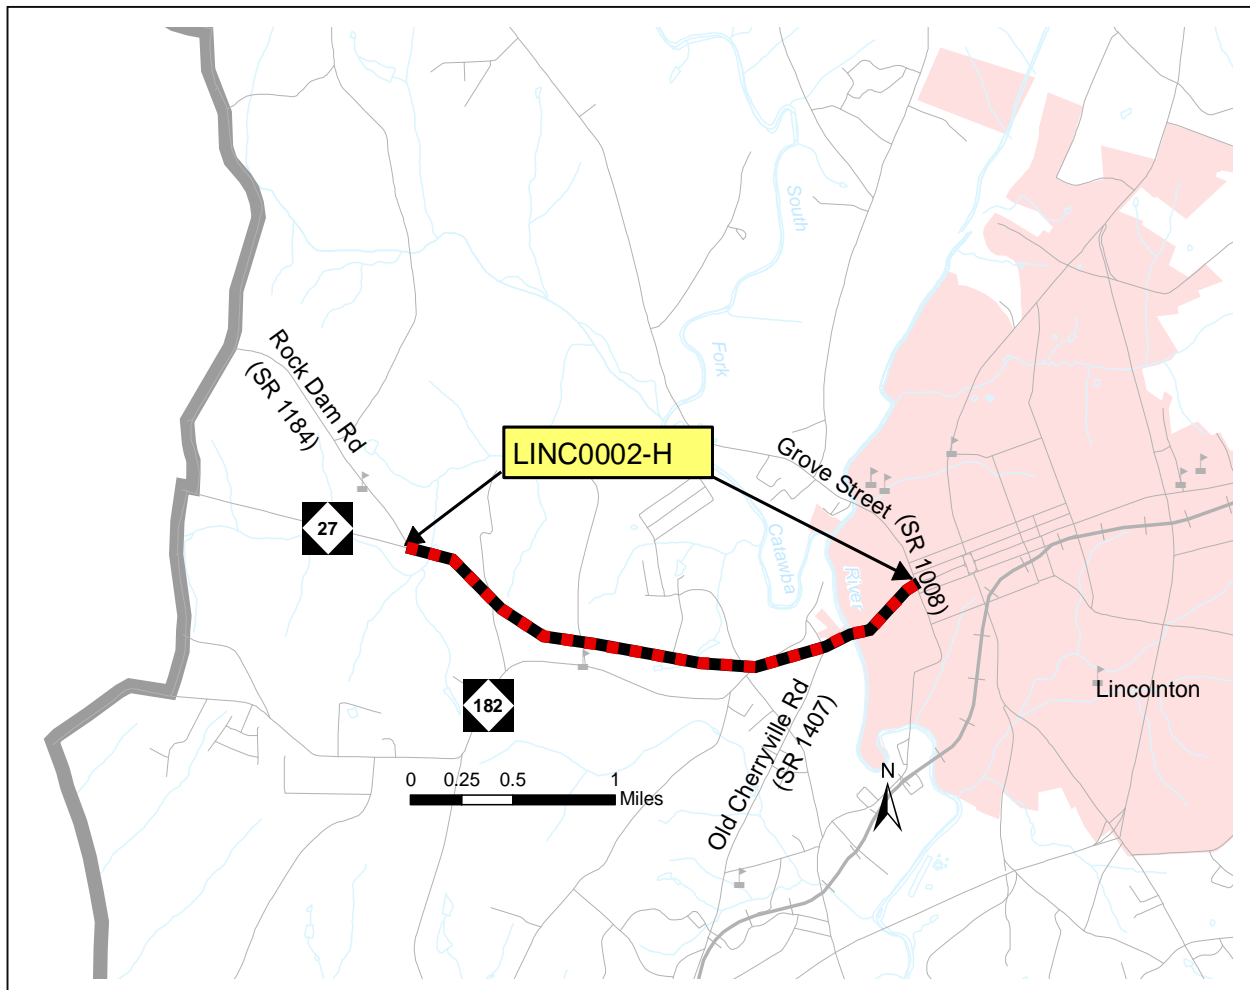 South
Fork
Rock Dam Rd
(SR 1184)
LINC0002-H
Grove Street (SR 1008)
27
Catawba
River
Lincolnton
182
Old Cherryville Rd
(SR 1407)
N
0 0.25 0.5 1
Miles